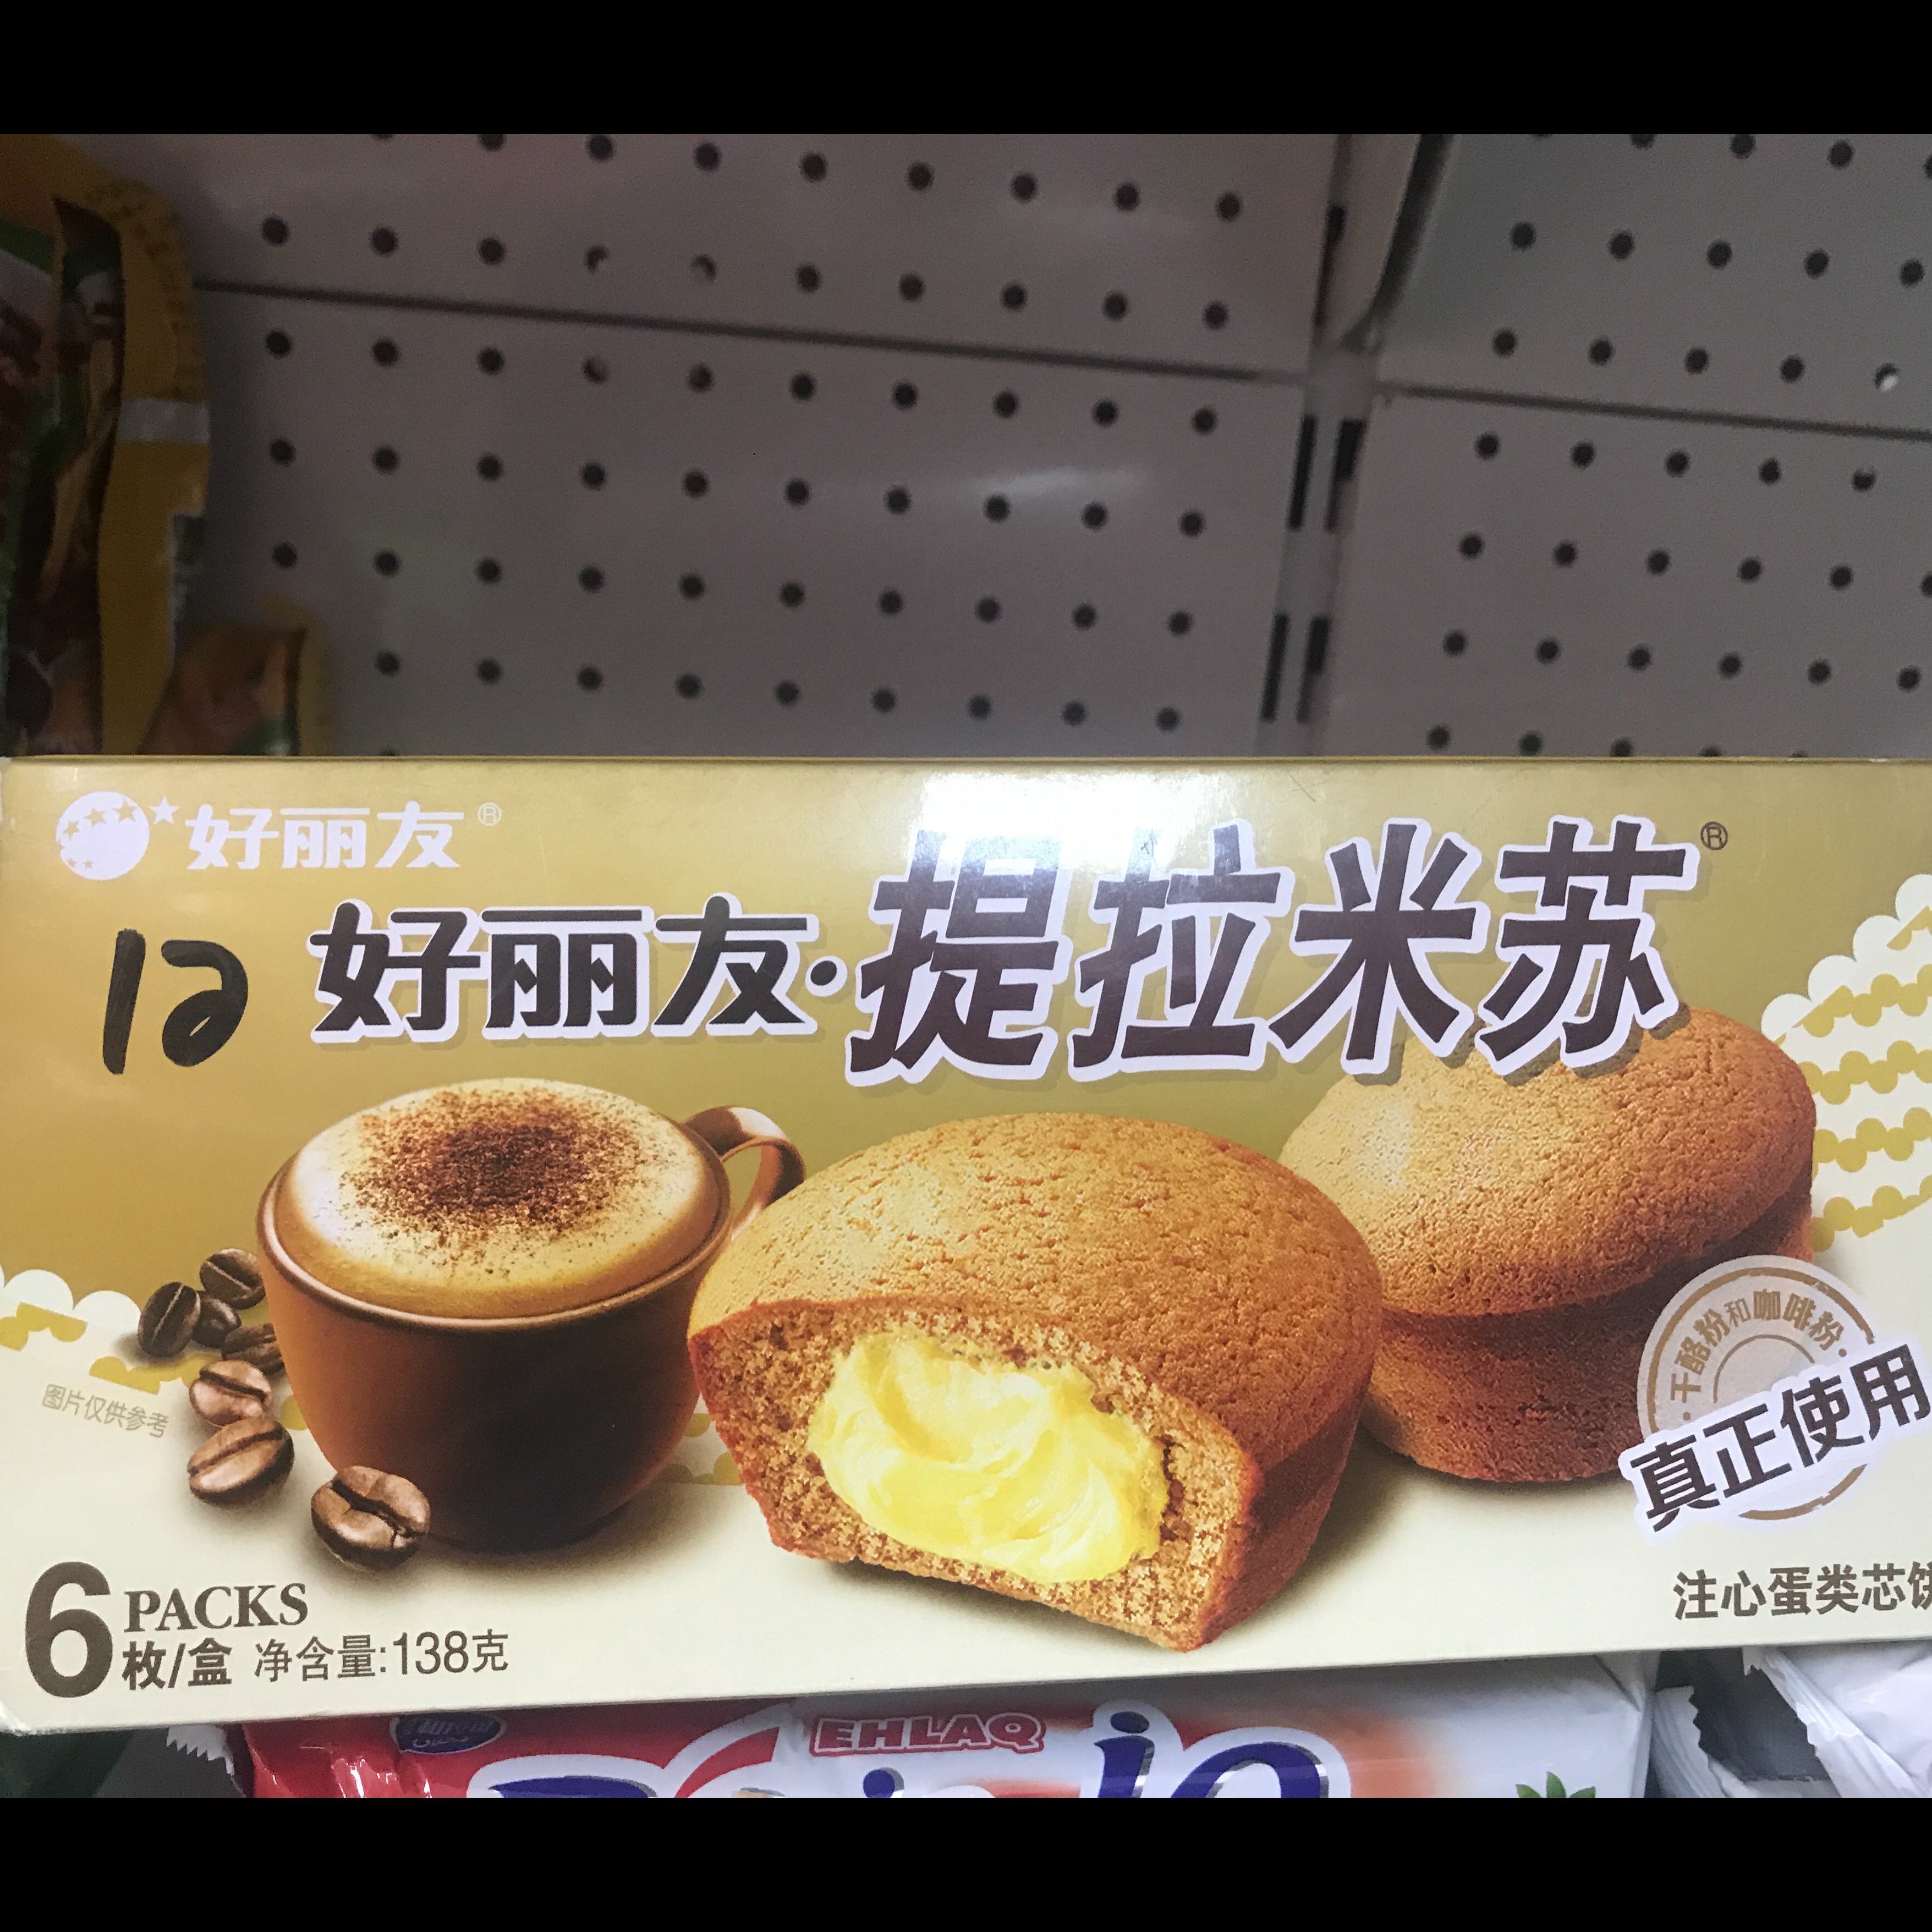 好丽友®
12
好丽友·提拉米苏®
·干酪粉和咖啡粉·
真正使用
图片仅供参考
6 PACKS
枚/盒 净含量:138克
注心蛋类芯饼
EHLAQ